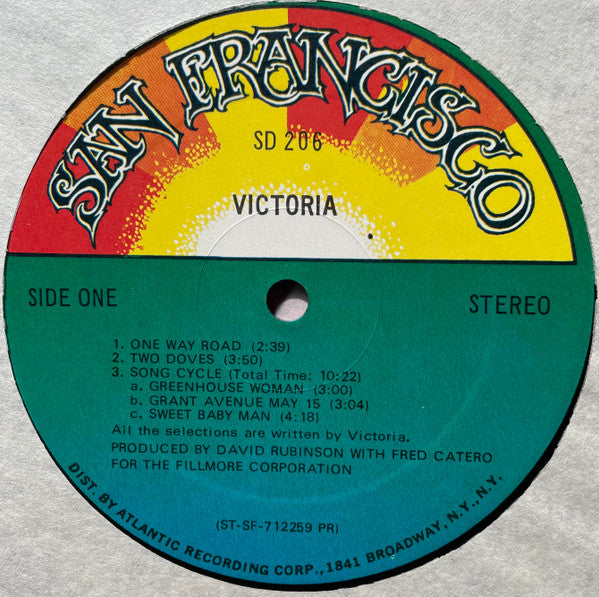 SAN FRANCISCO
SD 206
VICTORIA
SIDE ONE
STEREO
1. ONE WAY ROAD (2:39)
2. TWO DOVES (3:50)
3. SONG CYCLE (Total Time: 10:22)
a. GREENHOUSE WOMAN (3:00)
b. GRANT AVENUE MAY 15 (3:04)
c. SWEET BABY MAN (4:18)
All the selections are written by Victoria.
PRODUCED BY DAVID RUBINSON WITH FRED CATERO
FOR THE FILLMORE CORPORATION
(ST-SF-712259 PR)
DIST. BY ATLANTIC RECORDING CORP., 1841 BROADWAY, N.Y., N.Y.